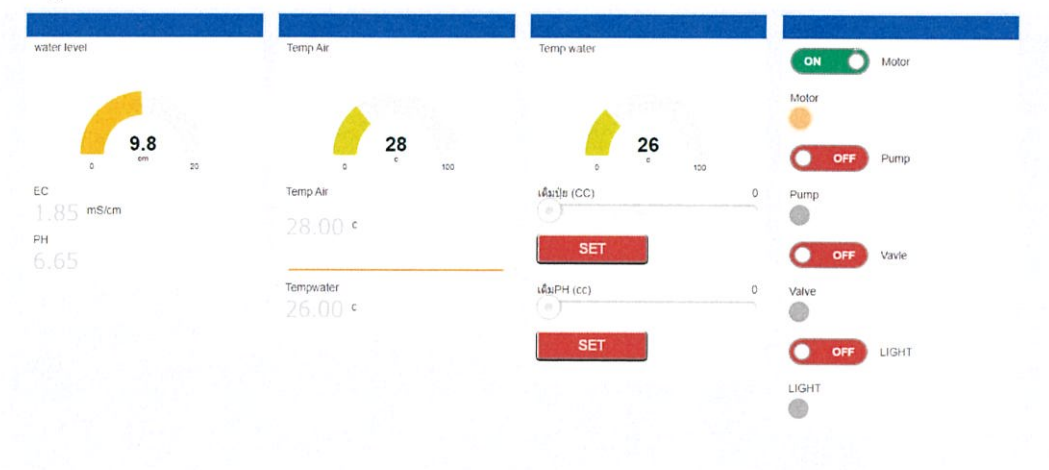 water level
9.8
cm
0
20
EC
1.85 mS/cm
PH
6.65
Temp Air
28
c
0
100
Temp Air
28.00 c
Tempwater
26.00 c
Temp water
26
c
0
100
เติมปุ๋ย (CC) 0
SET
เติมPH (cc) 0
SET
ON Motor
Motor
OFF Pump
Pump
OFF Vavle
Valve
OFF LIGHT
LIGHT